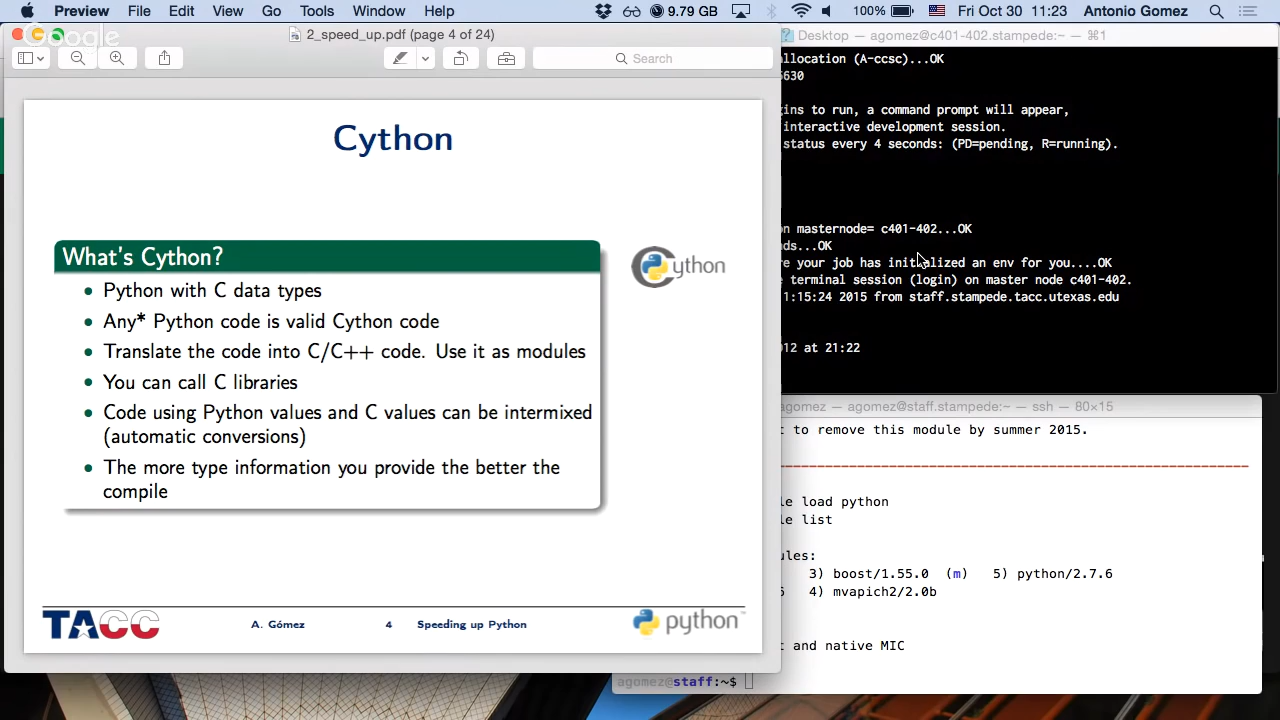 Preview File Edit View Go Tools Window Help 9.79 GB 100% Fri Oct 30 11:23 Antonio Gomez
Google
2_speed_up.pdf (page 4 of 24)
Search
Cython
What's Cython?
• Python with C data types
• Any* Python code is valid Cython code
• Translate the code into C/C++ code. Use it as modules
• You can call C libraries
• Code using Python values and C values can be intermixed
(automatic conversions)
• The more type information you provide the better the
compile
Cython
TACC
A. Gómez 4 Speeding up Python
python™
Desktop — agomez@c401-402.stampede:~ — ⌘1
llocation (A-ccsc)...OK
5630
ins to run, a command prompt will appear,
interactive development session.
status every 4 seconds: (PD=pending, R=running).
on masternode= c401-402...OK
nds...OK
re your job has initialized an env for you....OK
terminal session (login) on master node c401-402.
1:15:24 2015 from staff.stampede.tacc.utexas.edu
012 at 21:22
agomez — agomez@staff.stampede:~ — ssh — 80×15
t to remove this module by summer 2015.
le load python
le list
ules:
3) boost/1.55.0 (m) 5) python/2.7.6
6 4) mvapich2/2.0b
t and native MIC
agomez@staff:~$